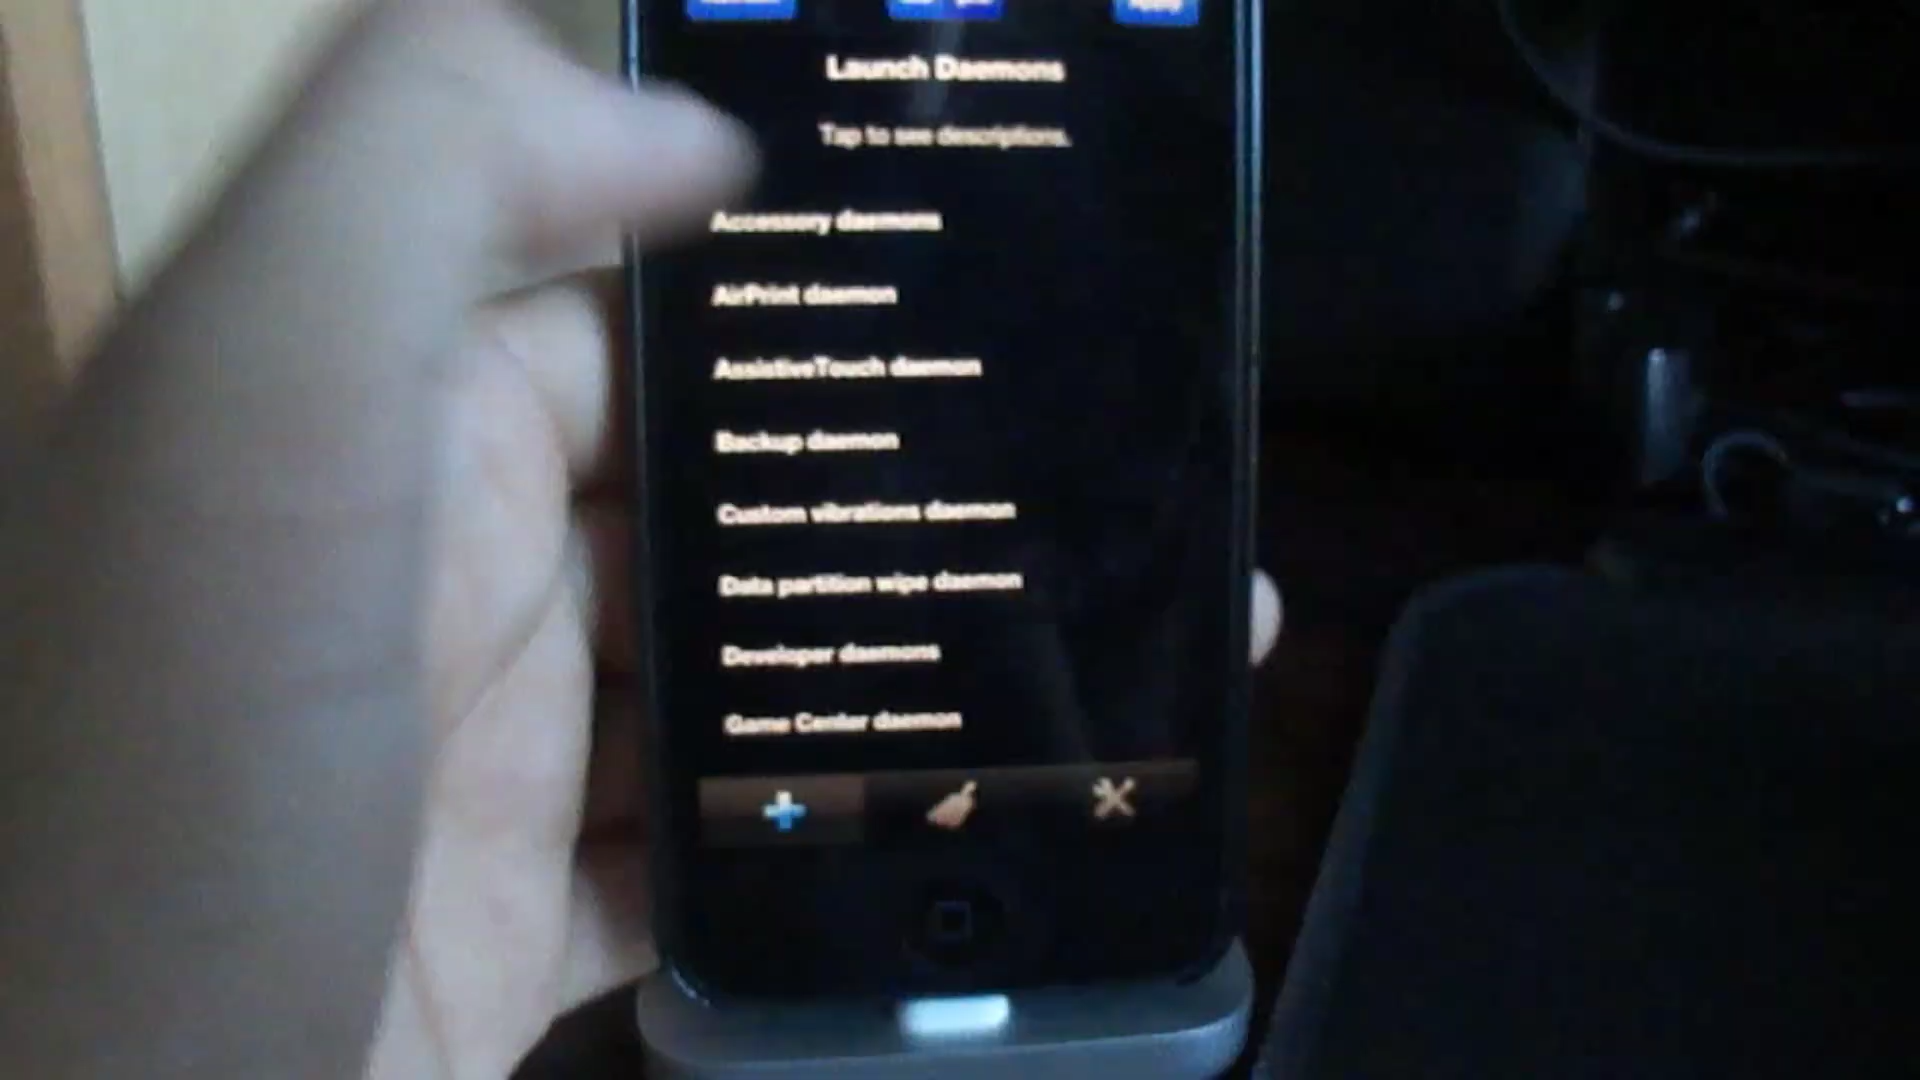 Apply
Launch Daemons
Tap to see descriptions.
Accessory daemons
AirPrint daemon
AssistiveTouch daemon
Backup daemon
Custom vibrations daemon
Data partition wipe daemon
Developer daemons
Game Center daemon